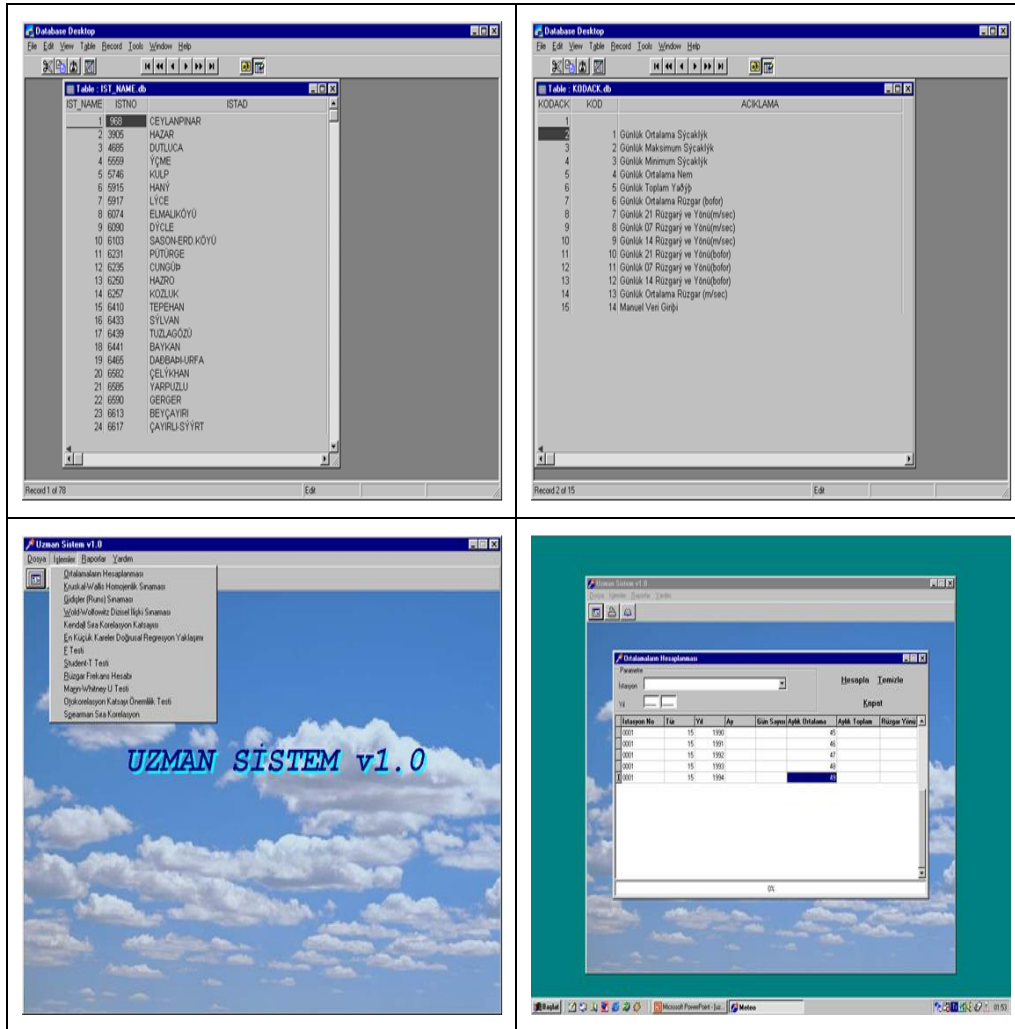 Database Desktop
File Edit View Table Record Tools Window Help
Table : IST_NAME.db
IST_NAME ISTNO ISTAD
1 968 CEYLANPINAR
2 3905 HAZAR
3 4685 DUTLUCA
4 5559 ÝÇME
5 5746 KULP
6 5915 HANÝ
7 5917 LÝCE
8 6074 ELMALIKÖYÜ
9 6090 DÝCLE
10 6103 SASON-ERD.KÖYÜ
11 6231 PÜTÜRGE
12 6235 CUNGÜÞ
13 6250 HAZRO
14 6257 KOZLUK
15 6410 TEPEHAN
16 6433 SÝLVAN
17 6439 TUZLAGÖZÜ
18 6441 BAYKAN
19 6465 DAÐBAÞI-URFA
20 6582 ÇELÝKHAN
21 6585 YARPUZLU
22 6590 GERGER
23 6613 BEYÇAYIRI
24 6617 ÇAYIRLI-SÝÝRT
Record 1 of 78 Edit
Database Desktop
File Edit View Table Record Tools Window Help
Table : KODACK.db
KODACK KOD ACIKLAMA
1
2 1 Günlük Ortalama Sýcaklýk
3 2 Günlük Maksimum Sýcaklýk
4 3 Günlük Minimum Sýcaklýk
5 4 Günlük Ortalama Nem
6 5 Günlük Toplam Yaðýþ
7 6 Günlük Ortalama Rüzgar (bofor)
8 7 Günlük 21 Rüzgarý ve Yönü(m/sec)
9 8 Günlük 07 Rüzgarý ve Yönü(m/sec)
10 9 Günlük 14 Rüzgarý ve Yönü(m/sec)
11 10 Günlük 21 Rüzgarý ve Yönü(bofor)
12 11 Günlük 07 Rüzgarý ve Yönü(bofor)
13 12 Günlük 14 Rüzgarý ve Yönü(bofor)
14 13 Günlük Ortalama Rüzgar (m/sec)
15 14 Manuel Veri Giriþi
Record 2 of 15 Edit
Uzman Sistem v1.0
Dosya İşlemler Raporlar Yardım
Ortalamaların Hesaplanması
Kruskal-Wallis Homojenlik Sınaması
Gidişler (Runs) Sınaması
Wold-Wolfowitz Dizisel İlişki Sınaması
Kendall Sıra Korelasyon Katsayısı
En Küçük Kareler Doğrusal Regresyon Yaklaşımı
F Testi
Student-T Testi
Rüzgar Frekans Hesabı
Mann-Whitney U Testi
Otokorelasyon Katsayı Önemlilik Testi
Spearman Sıra Korelasyon
UZMAN SİSTEM v1.0
Uzman Sistem v1.0
Dosya İşlemler Raporlar Yardım
Ortalamaların Hesaplanması
Parametre
İstasyon
Yıl
Hesapla Temizle
Kapat
İstasyon No Tür Yıl Ay Gün Sayısı Aylık Ortalama Aylık Toplam Rüzgar Yönü
0001 15 1990 45
0001 15 1991 46
0001 15 1992 47
0001 15 1993 48
0001 15 1994 49
0%
Başlat Microsoft PowerPoint - [uz... Meteo 01:53